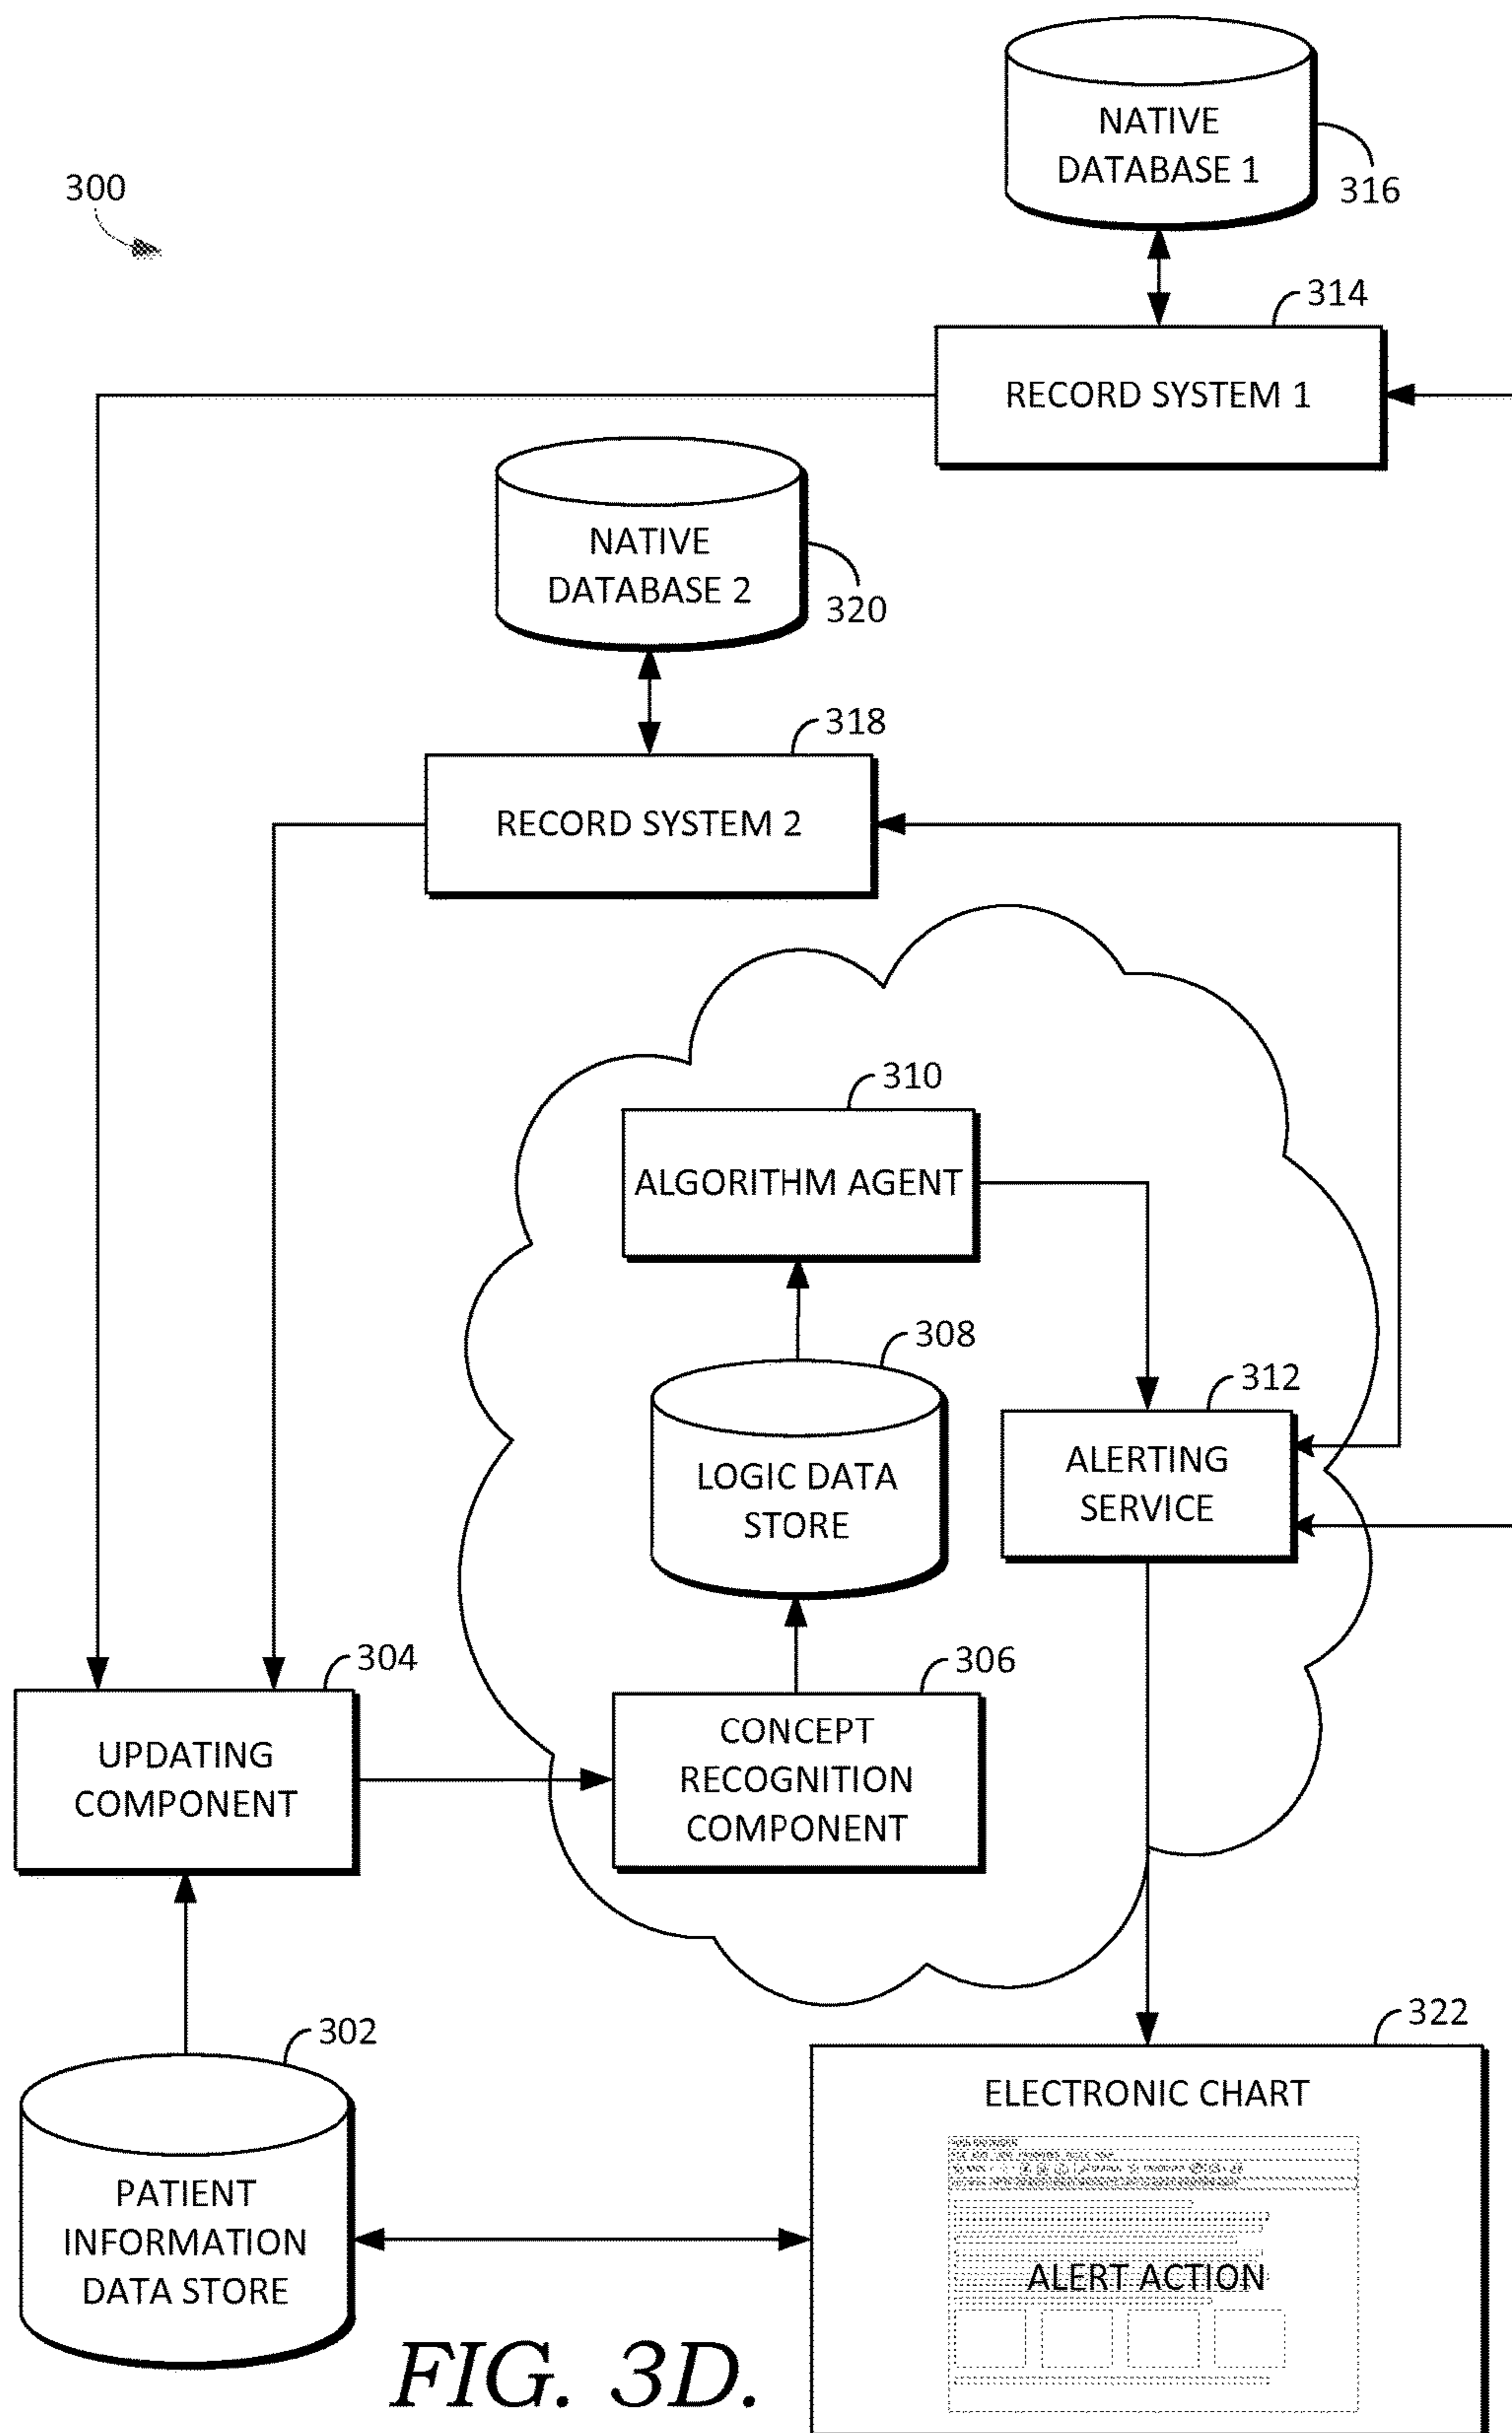 NATIVE
DATABASE 1
316
300
314
RECORD SYSTEM 1
NATIVE
DATABASE 2
320
318
RECORD SYSTEM 2
310
ALGORITHM AGENT
308
LOGIC DATA
STORE
312
ALERTING
SERVICE
304
UPDATING
COMPONENT
306
CONCEPT
RECOGNITION
COMPONENT
302
PATIENT
INFORMATION
DATA STORE
322
ELECTRONIC CHART
ALERT ACTION
FIG. 3D.